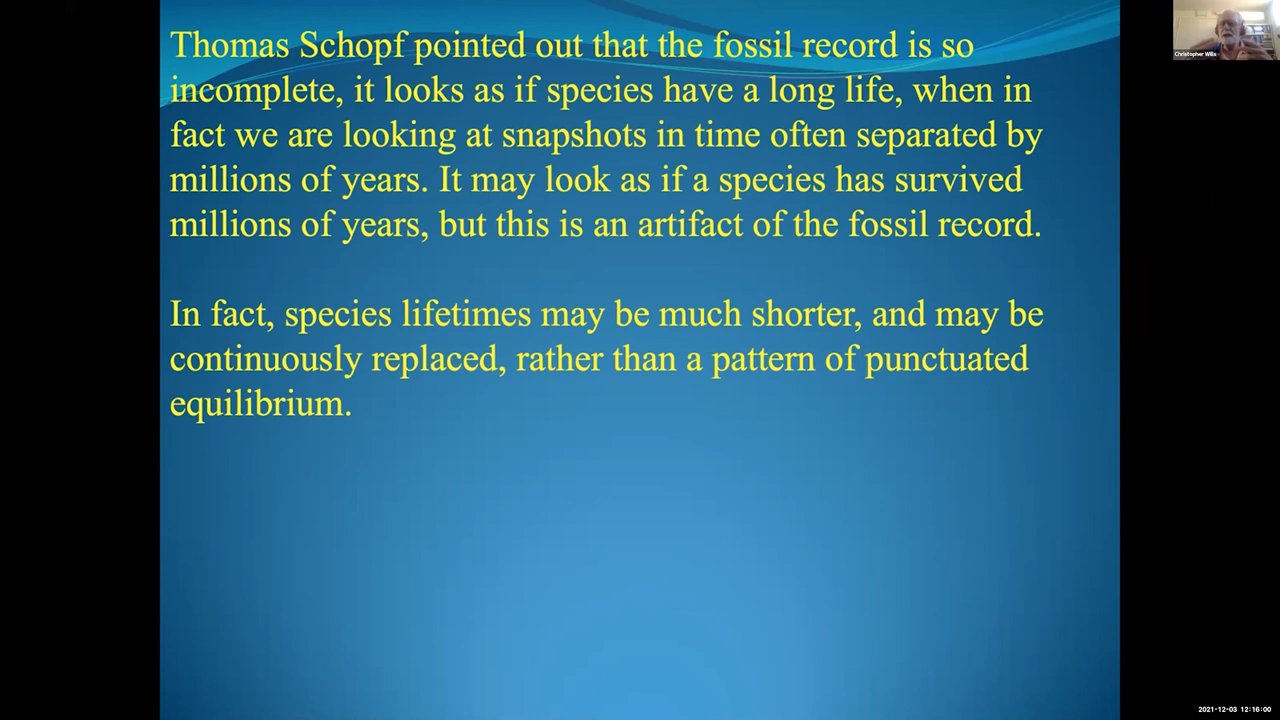 Thomas Schopf pointed out that the fossil record is so
incomplete, it looks as if species have a long life, when in
fact we are looking at snapshots in time often separated by
millions of years. It may look as if a species has survived
millions of years, but this is an artifact of the fossil record.
In fact, species lifetimes may be much shorter, and may be
continuously replaced, rather than a pattern of punctuated
equilibrium.
Christopher Wills
2021-12-03 12:16:00